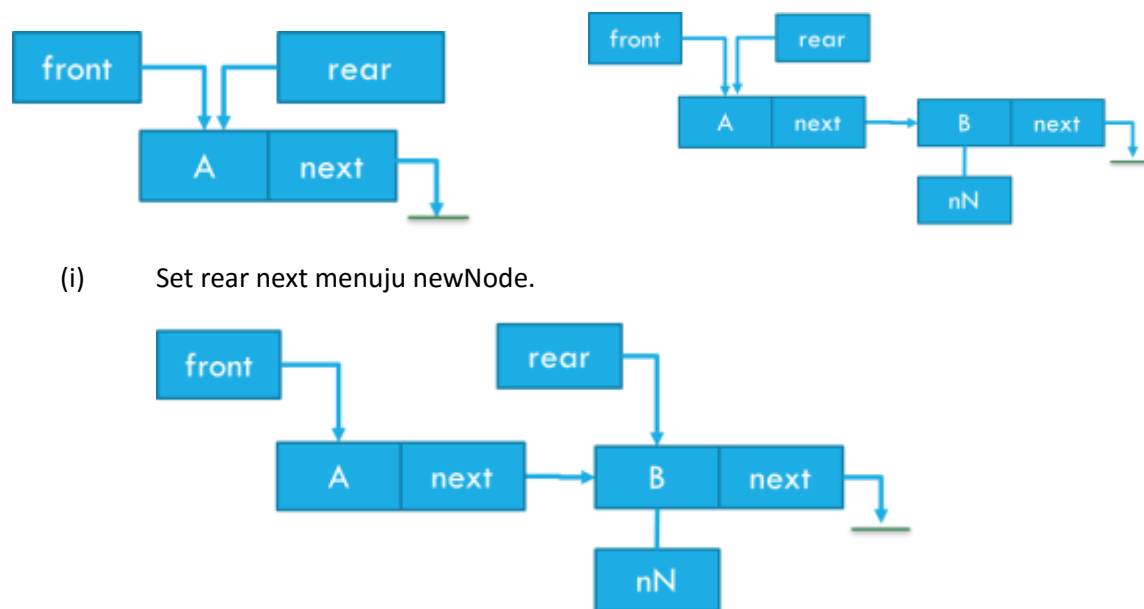 front rear
A next
front rear
A next B next
nN
(i) Set rear next menuju newNode.
front rear
A next B next
nN